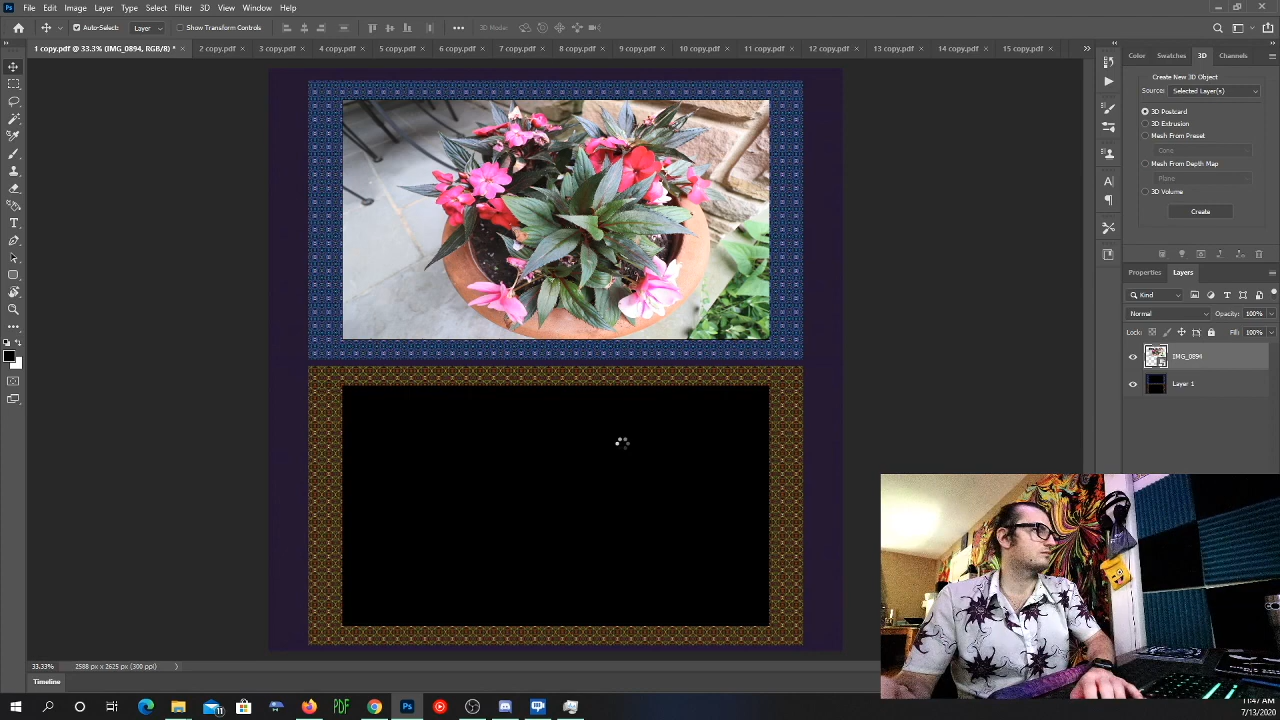 Ps File Edit Image Layer Type Select Filter 3D View Window Help
Auto-Select: Layer Show Transform Controls 3D Mode:
1 copy.pdf @ 33.3% (IMG_0894, RGB/8) * 2 copy.pdf 3 copy.pdf 4 copy.pdf 5 copy.pdf 6 copy.pdf 7 copy.pdf 8 copy.pdf 9 copy.pdf 10 copy.pdf 11 copy.pdf 12 copy.pdf 13 copy.pdf 14 copy.pdf 15 copy.pdf
Color Swatches 3D Channels
Create New 3D Object
Source: Selected Layer(s)
3D Postcard
3D Extrusion
Mesh From Preset
Cone
Mesh From Depth Map
Plane
3D Volume
Create
Properties Layers
Kind
Normal Opacity: 100%
Lock: Fill: 100%
IMG_0894
Layer 1
33.33% 2588 px x 2625 px (300 ppi)
Timeline
PDF Ps
11
11:47 AM
7/13/2020